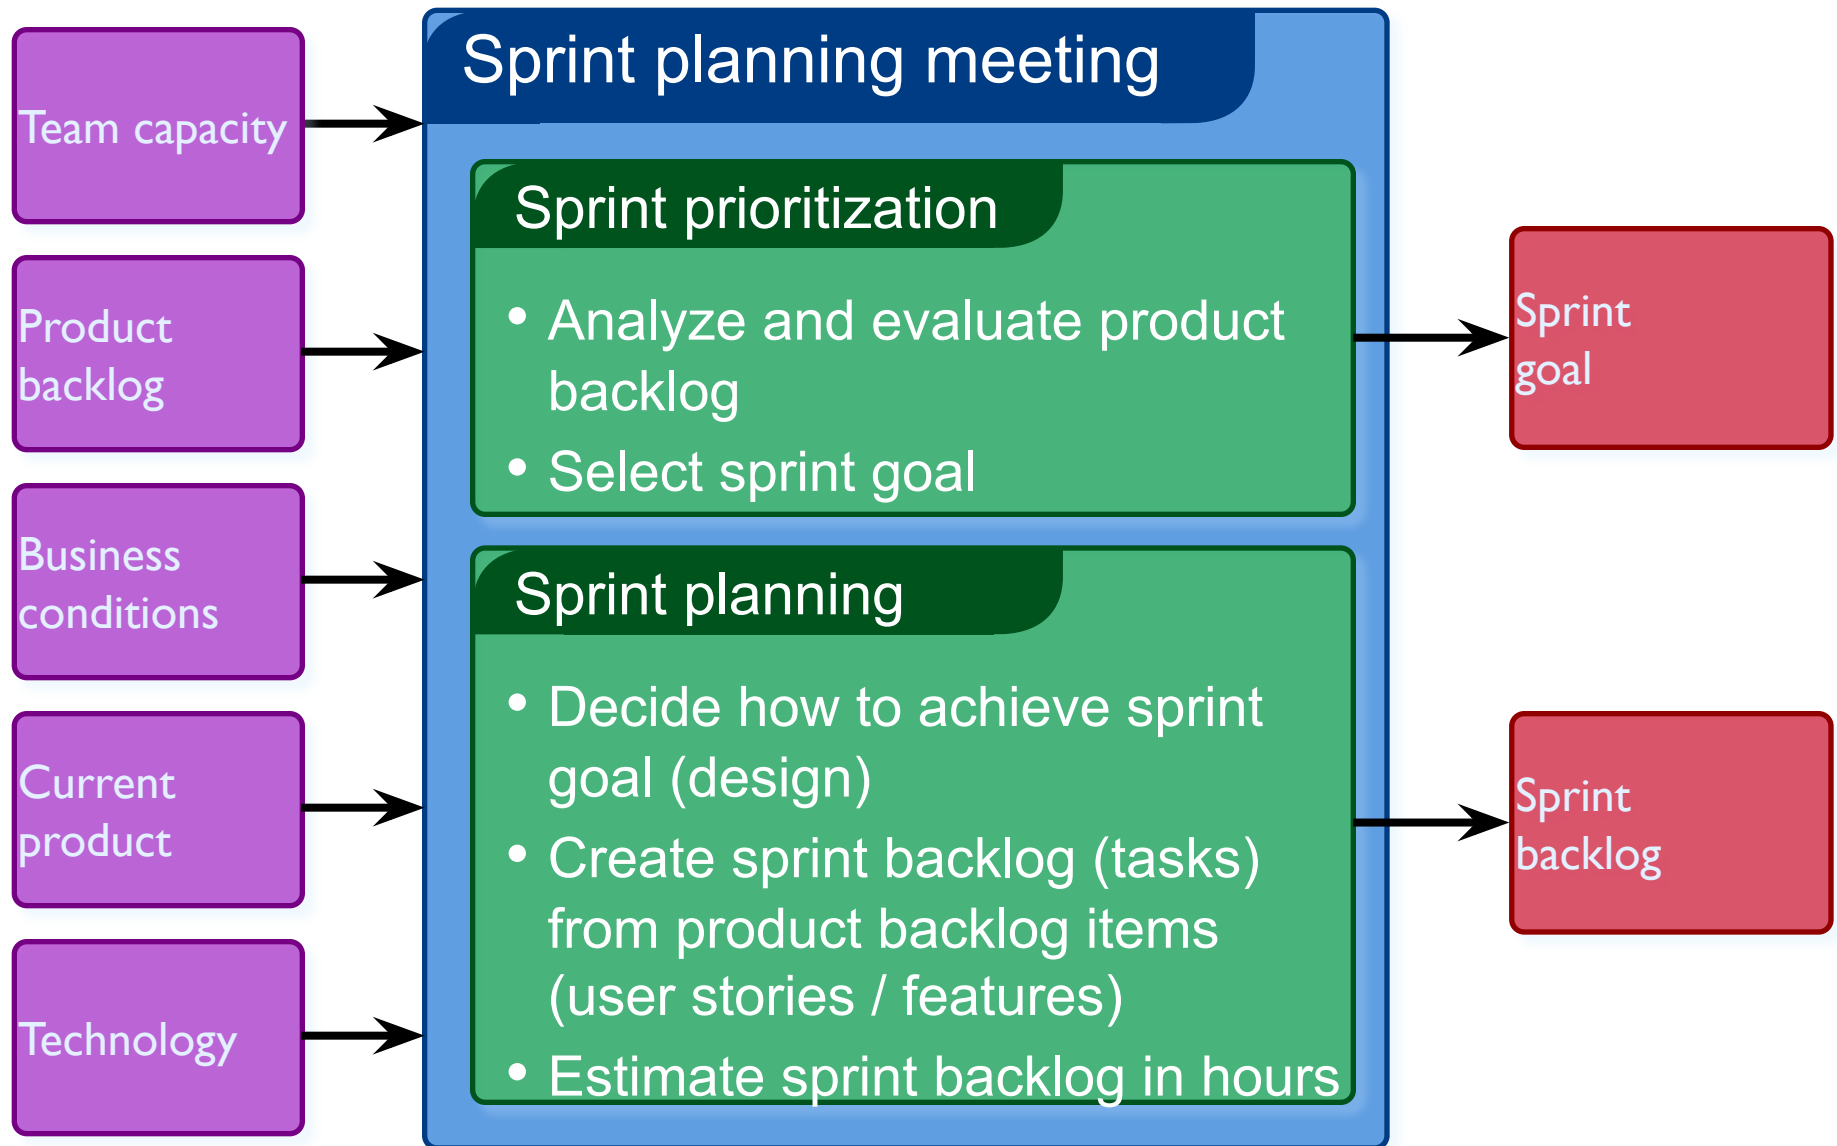 Team capacity
Product
backlog
Business
conditions
Current
product
Technology
Sprint planning meeting
Sprint prioritization
• Analyze and evaluate product
backlog
• Select sprint goal
Sprint planning
• Decide how to achieve sprint
goal (design)
• Create sprint backlog (tasks)
from product backlog items
(user stories / features)
• Estimate sprint backlog in hours
Sprint
goal
Sprint
backlog